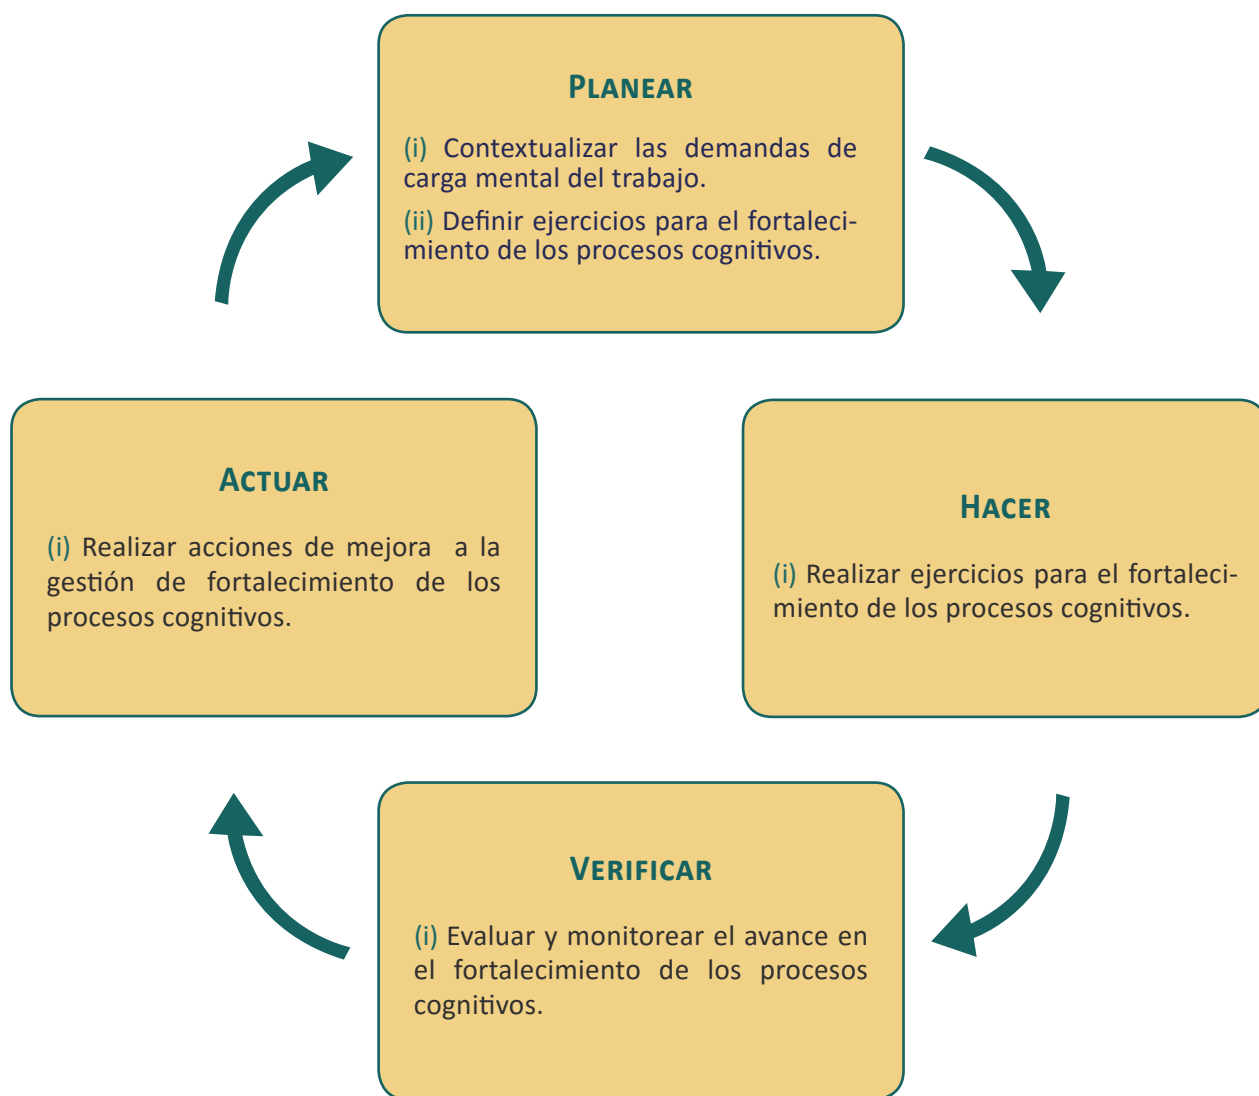 PLANEAR
(i) Contextualizar las demandas de
carga mental del trabajo.
(ii) Definir ejercicios para el fortaleci-
miento de los procesos cognitivos.
ACTUAR
(i) Realizar acciones de mejora a la
gestión de fortalecimiento de los
procesos cognitivos.
HACER
(i) Realizar ejercicios para el fortaleci-
miento de los procesos cognitivos.
VERIFICAR
(i) Evaluar y monitorear el avance en
el fortalecimiento de los procesos
cognitivos.